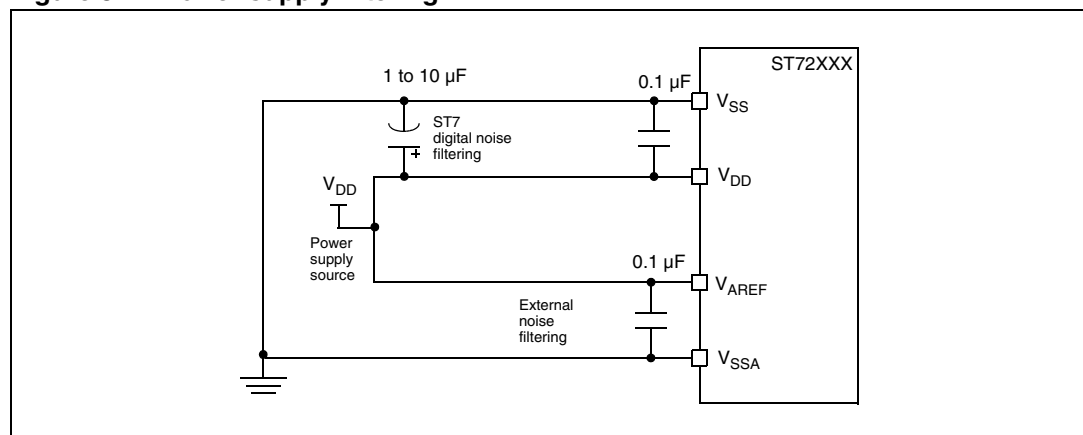 ST72XXX
1 to 10 µF
0.1 µF
VSS
ST7
digital noise
filtering
+
VDD
VDD
Power
supply
source
0.1 µF
VAREF
External
noise
filtering
VSSA